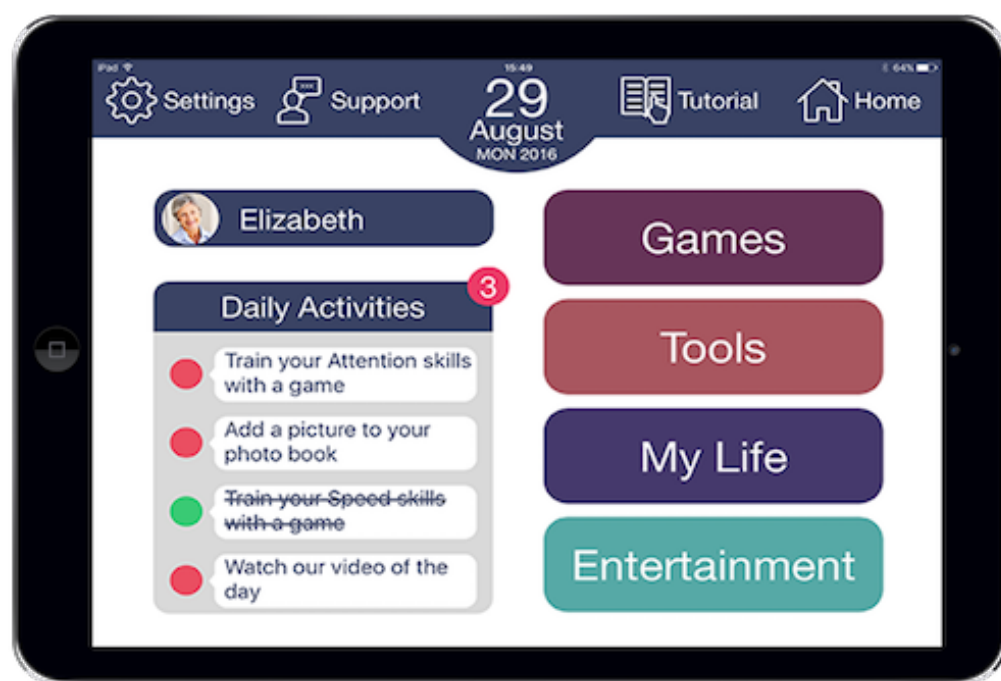 iPad
15:49
64%
Settings
Support
29
August
MON 2016
Tutorial
Home
Elizabeth
3
Daily Activities
Train your Attention skills
with a game
Add a picture to your
photo book
Train your Speed skills
with a game
Watch our video of the
day
Games
Tools
My Life
Entertainment